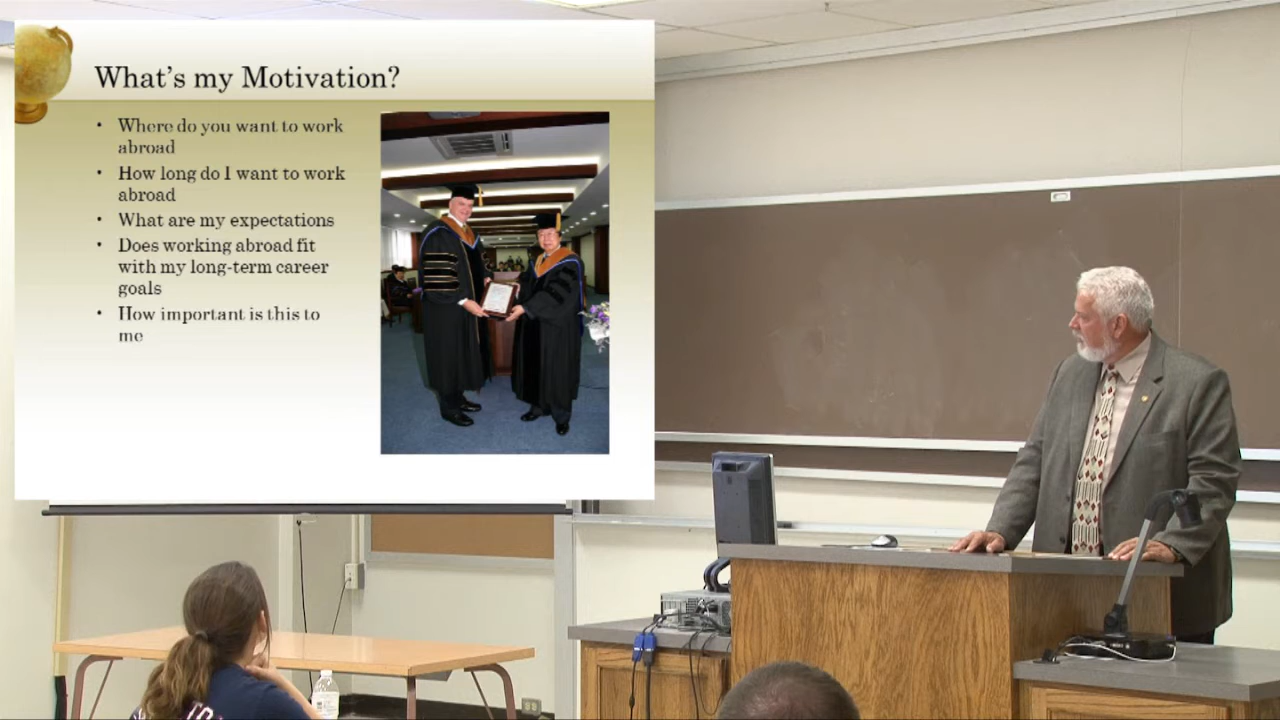 What's my Motivation?
• Where do you want to work
abroad
• How long do I want to work
abroad
• What are my expectations
• Does working abroad fit
with my long-term career
goals
• How important is this to
me